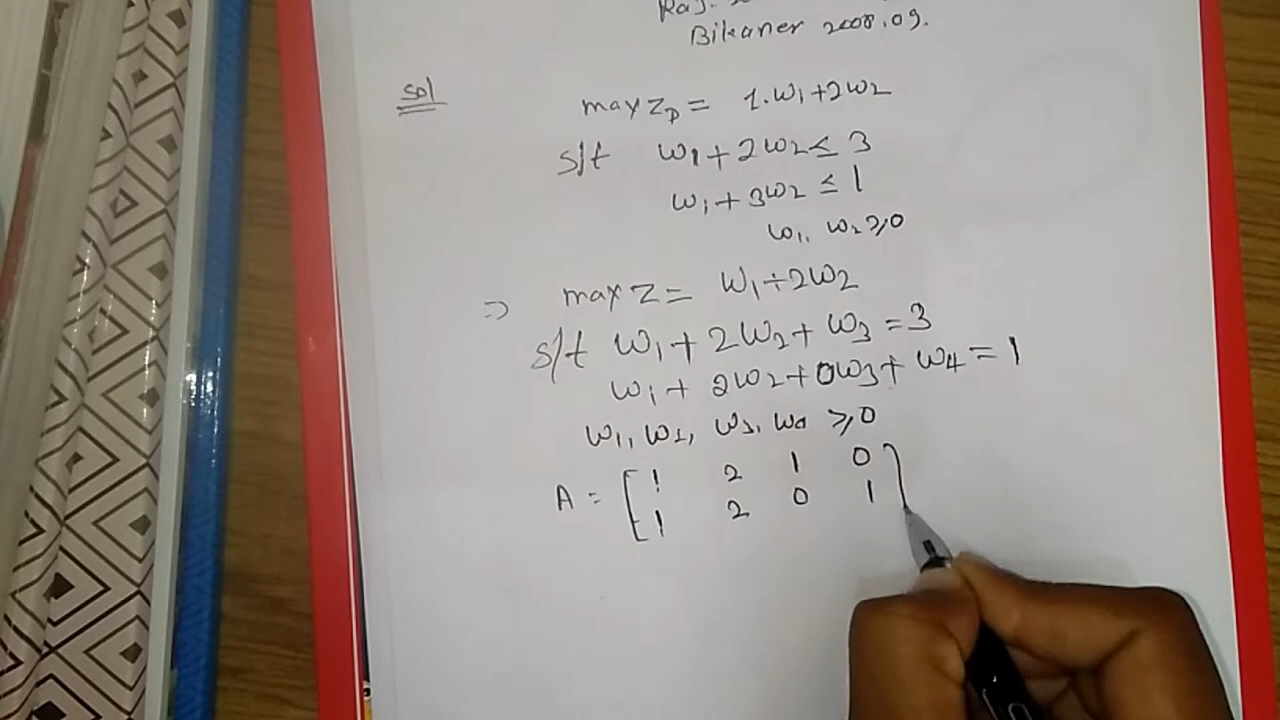 Raj.
Bikaner 2008.09.
Sol
max Z_D = 1.w₁+2w₂
s/t w₁+2w₂ ≤ 3
w₁+3w₂ ≤ 1
w₁, w₂ ≥ 0
⇒ max Z = w₁+2w₂
s/t w₁+2w₂+w₃ = 3
w₁+2w₂+0w₃+w₄ = 1
w₁, w₂, w₃, w₄ ≥ 0
A = [ 1 2 1 0
1 2 0 1 ]